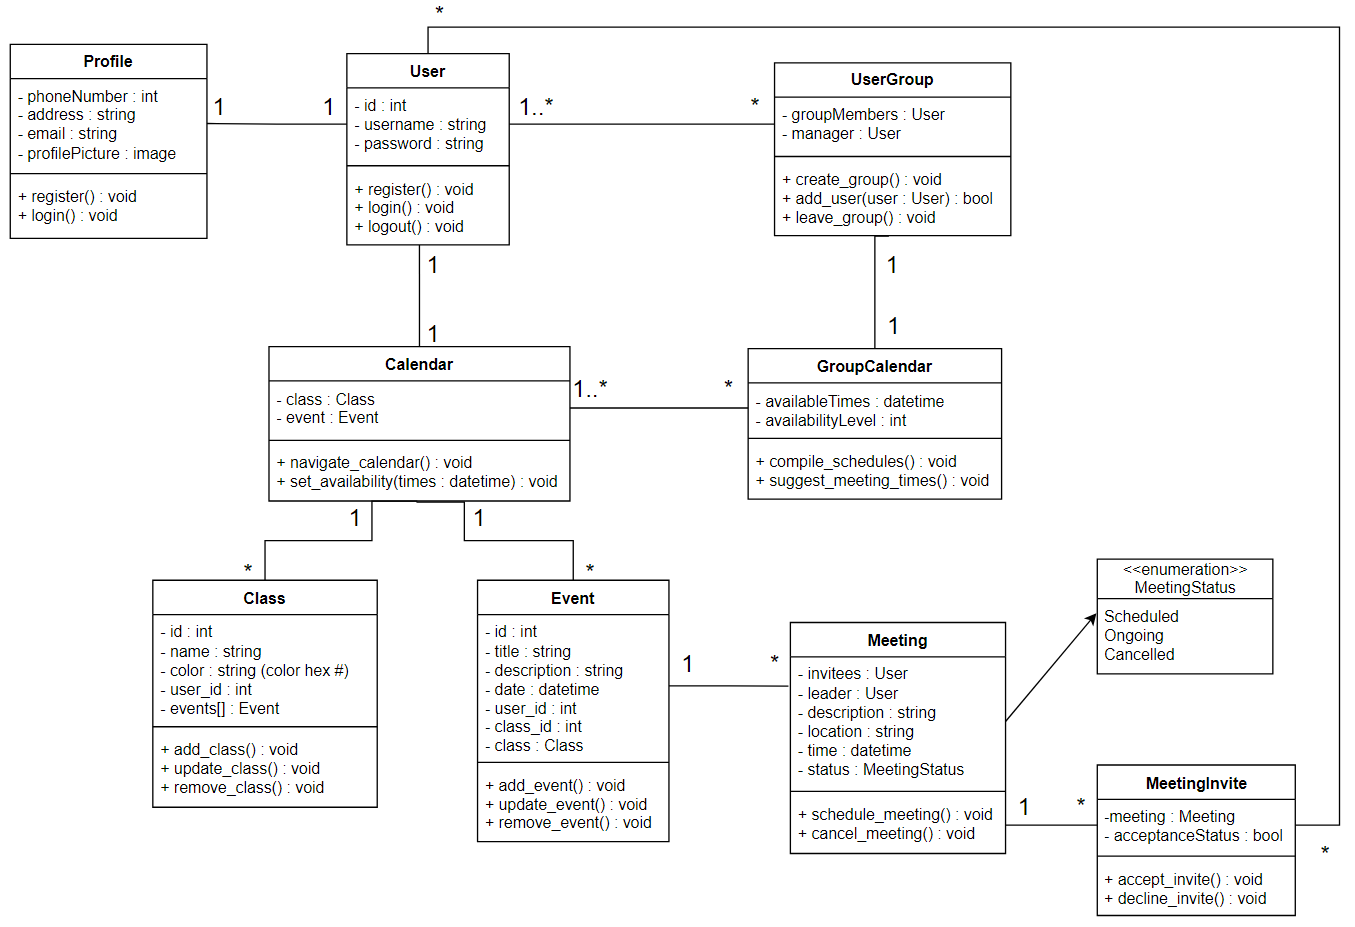 *
Profile
- phoneNumber : int
- address : string
- email : string
- profilePicture : image
+ register() : void
+ login() : void
1
1
User
- id : int
- username : string
- password : string
+ register() : void
+ login() : void
+ logout() : void
1..*
*
UserGroup
- groupMembers : User
- manager : User
+ create_group() : void
+ add_user(user : User) : bool
+ leave_group() : void
1
1
1
1
Calendar
- class : Class
- event : Event
+ navigate_calendar() : void
+ set_availability(times : datetime) : void
1..*
*
GroupCalendar
- availableTimes : datetime
- availabilityLevel : int
+ compile_schedules() : void
+ suggest_meeting_times() : void
1
1
*
*
Class
- id : int
- name : string
- color : string (color hex #)
- user_id : int
- events[] : Event
+ add_class() : void
+ update_class() : void
+ remove_class() : void
Event
- id : int
- title : string
- description : string
- date : datetime
- user_id : int
- class_id : int
- class : Class
+ add_event() : void
+ update_event() : void
+ remove_event() : void
1
*
Meeting
- invitees : User
- leader : User
- description : string
- location : string
- time : datetime
- status : MeetingStatus
+ schedule_meeting() : void
+ cancel_meeting() : void
<<enumeration>>
MeetingStatus
Scheduled
Ongoing
Cancelled
1
*
MeetingInvite
-meeting : Meeting
- acceptanceStatus : bool
+ accept_invite() : void
+ decline_invite() : void
*